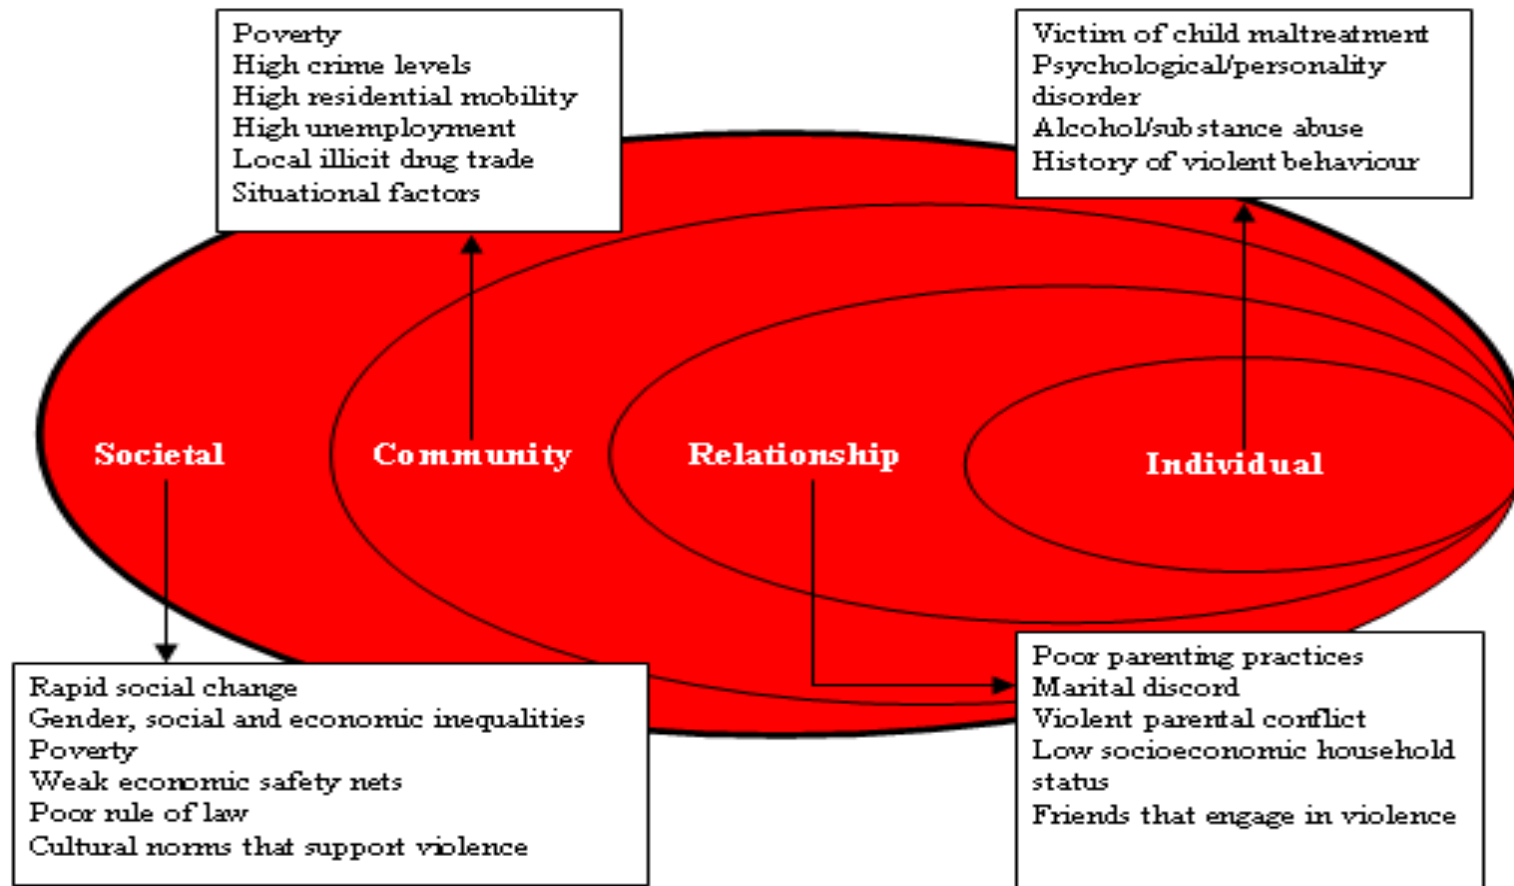 Poverty
High crime levels
High residential mobility
High unemployment
Local illicit drug trade
Situational factors
Victim of child maltreatment
Psychological/personality
disorder
Alcohol/substance abuse
History of violent behaviour
Societal
Community
Relationship
Individual
Rapid social change
Gender, social and economic inequalities
Poverty
Weak economic safety nets
Poor rule of law
Cultural norms that support violence
Poor parenting practices
Marital discord
Violent parental conflict
Low socioeconomic household
status
Friends that engage in violence